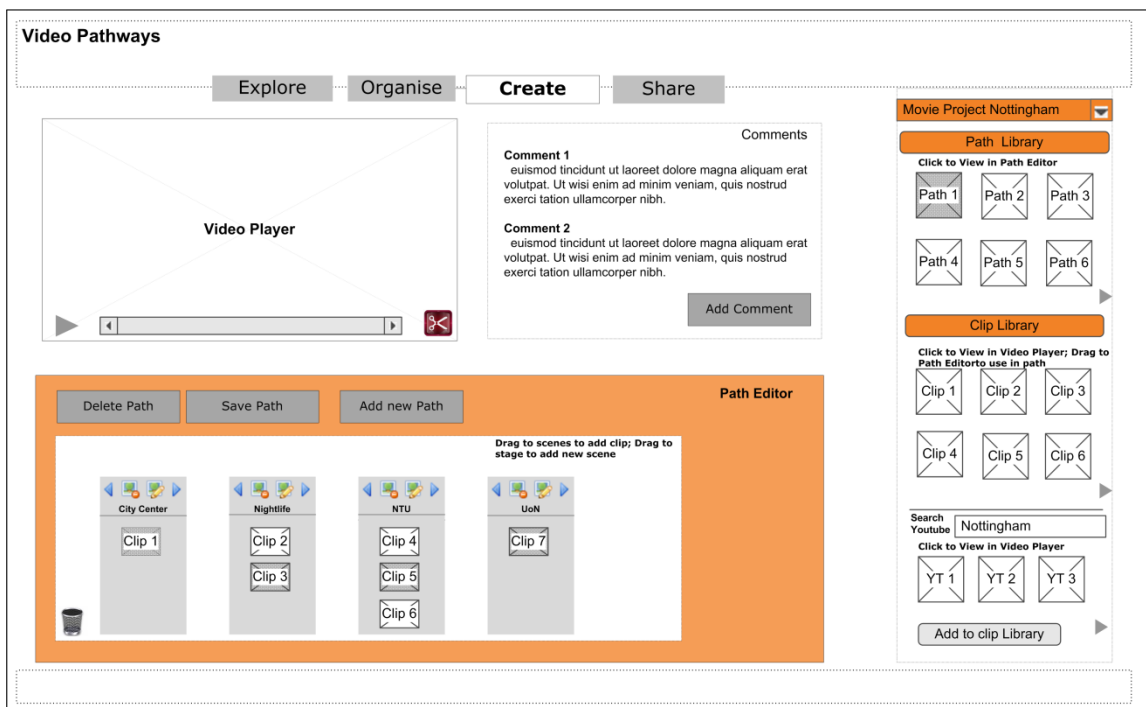 Video Pathways
Explore
Organise
Create
Share
Video Player
Comments
Comment 1
euismod tincidunt ut laoreet dolore magna aliquam erat
volutpat. Ut wisi enim ad minim veniam, quis nostrud
exerci tation ullamcorper nibh.
Comment 2
euismod tincidunt ut laoreet dolore magna aliquam erat
volutpat. Ut wisi enim ad minim veniam, quis nostrud
exerci tation ullamcorper nibh.
Add Comment
Delete Path
Save Path
Add new Path
Path Editor
Drag to scenes to add clip; Drag to
stage to add new scene
City Center
Clip 1
Nightlife
Clip 2
Clip 3
NTU
Clip 4
Clip 5
Clip 6
UoN
Clip 7
Movie Project Nottingham
Path Library
Click to View in Path Editor
Path 1
Path 2
Path 3
Path 4
Path 5
Path 6
Clip Library
Click to View in Video Player; Drag to
Path Editorto use in path
Clip 1
Clip 2
Clip 3
Clip 4
Clip 5
Clip 6
Search
Youtube
Nottingham
Click to View in Video Player
YT 1
YT 2
YT 3
Add to clip Library